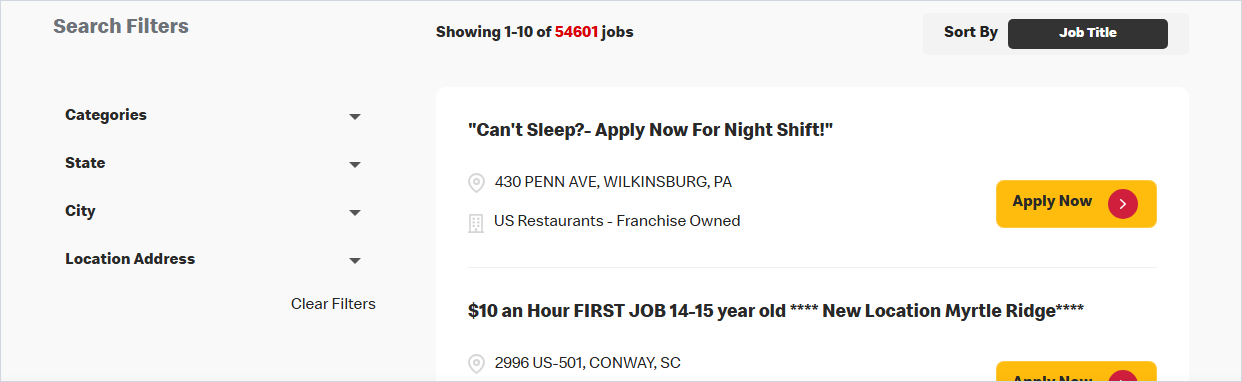 Search Filters
Showing 1-10 of 54601 jobs
Sort By
Job Title
Categories
State
City
Location Address
Clear Filters
"Can't Sleep?- Apply Now For Night Shift!"
430 PENN AVE, WILKINSBURG, PA
US Restaurants - Franchise Owned
Apply Now
$10 an Hour FIRST JOB 14-15 year old **** New Location Myrtle Ridge****
2996 US-501, CONWAY, SC
Apply Now